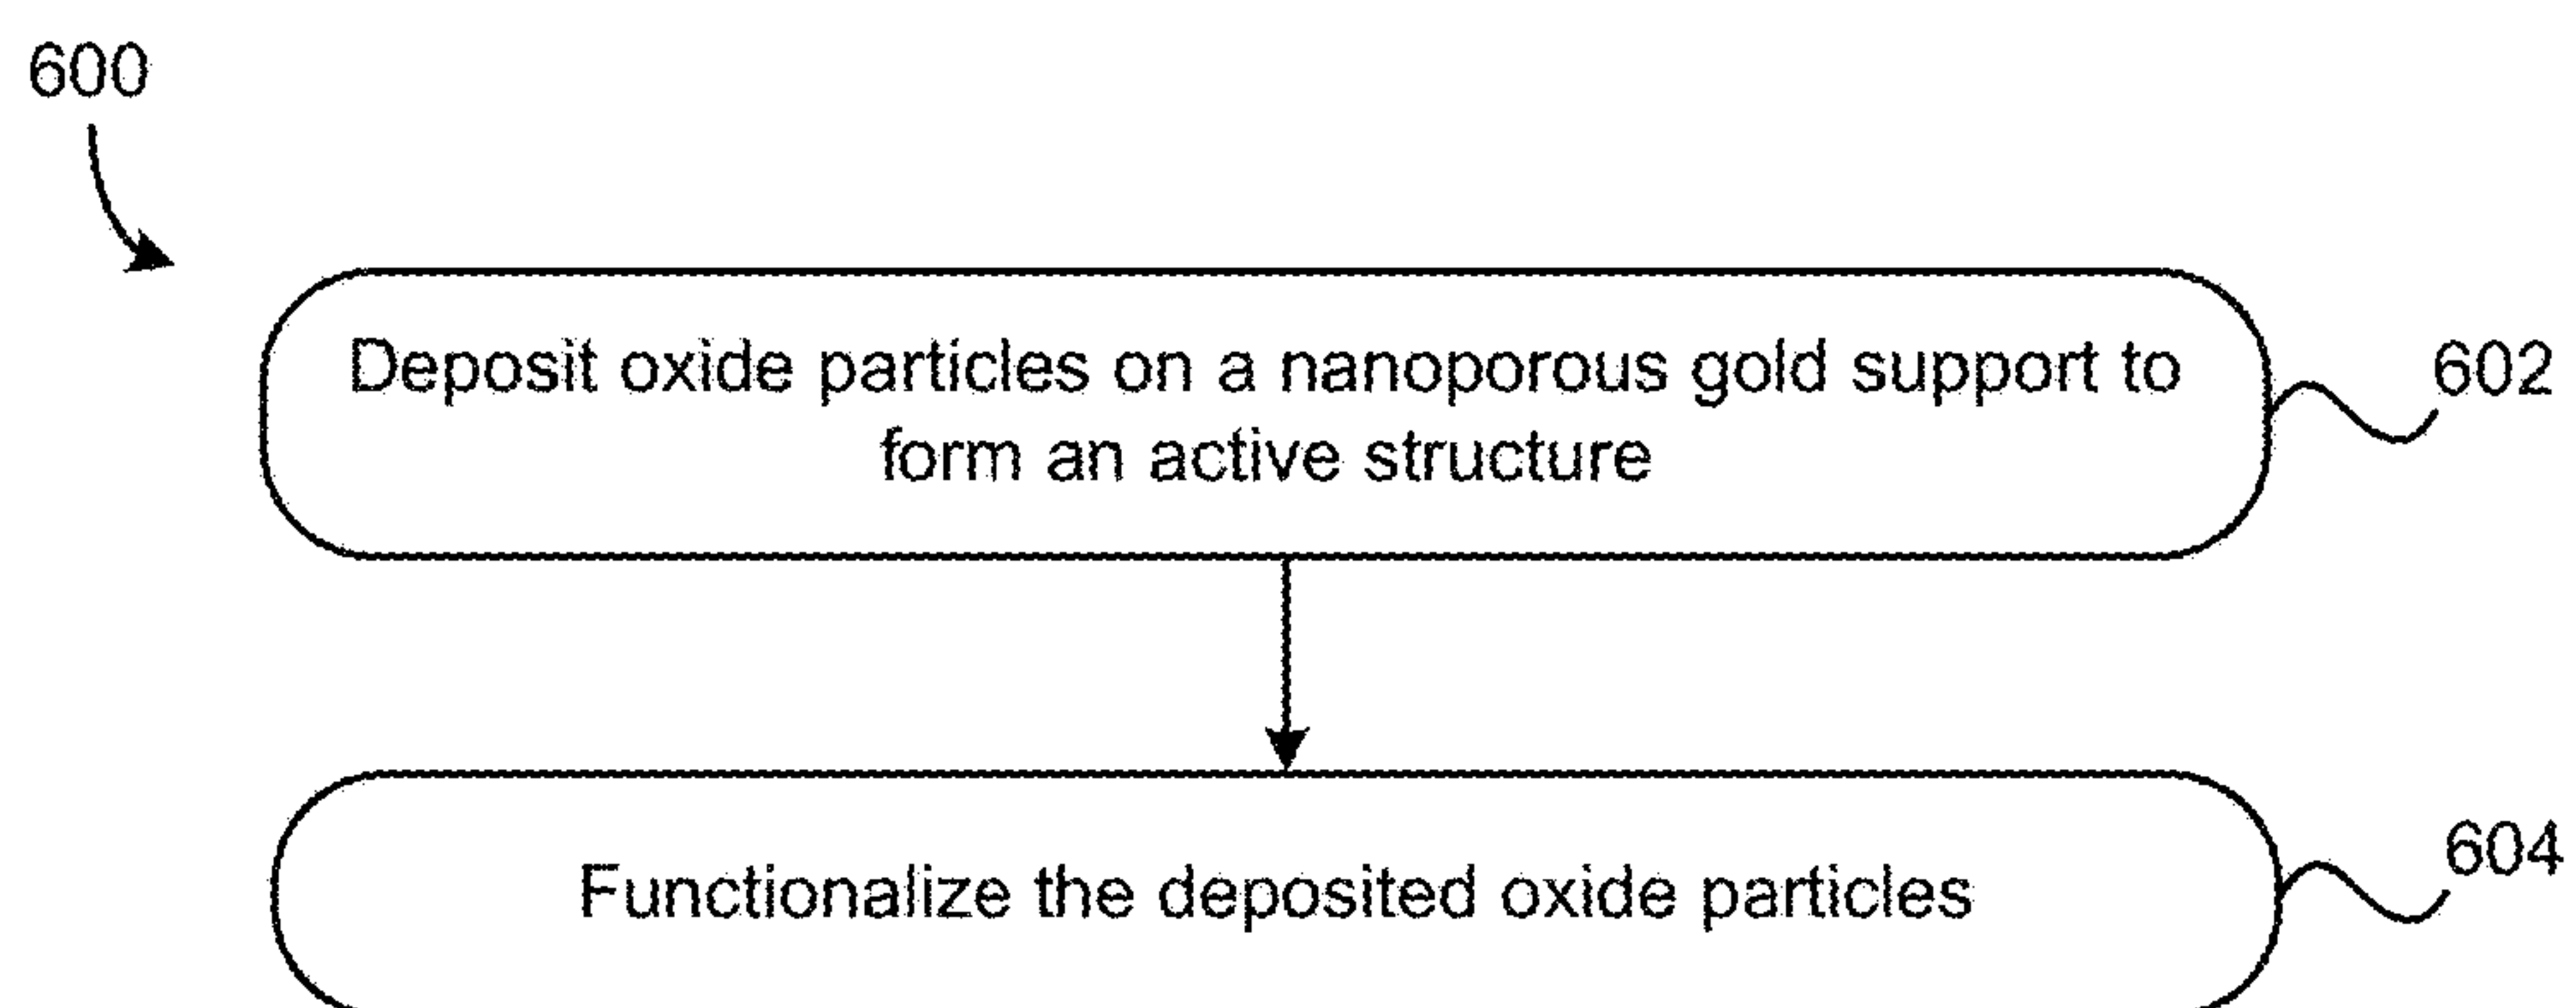 600
Deposit oxide particles on a nanoporous gold support to
form an active structure
602
Functionalize the deposited oxide particles
604